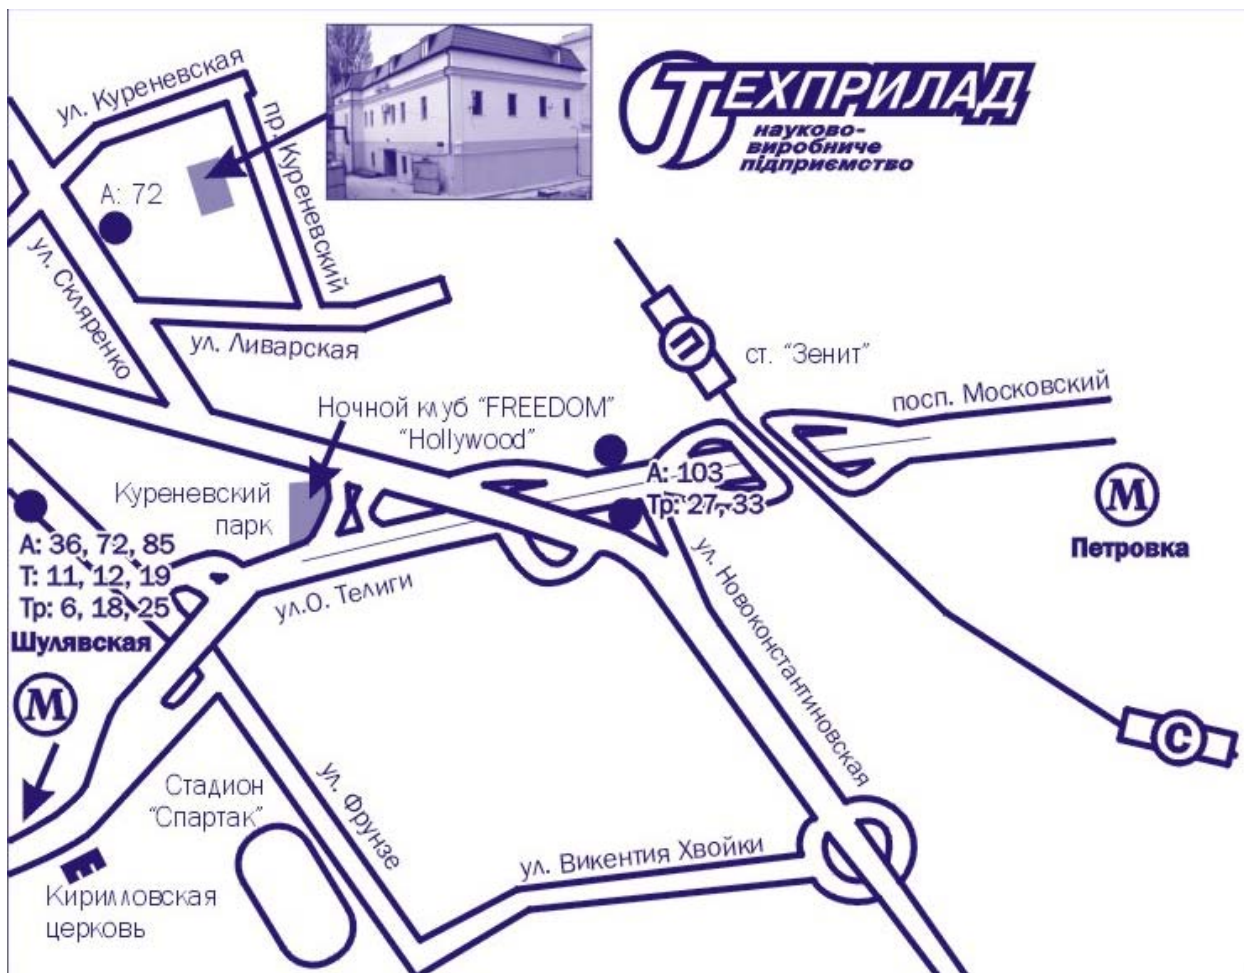 ул. Куреневская
пр. Куреневский
ТЕХПРИЛАД
науково-
виробниче
підприємство
А: 72
ул. Скляренко
ул. Ливарская
П
ст. "Зенит"
посп. Московский
Ночной клуб "FREEDOM"
"Hollywood"
А: 103
Тр: 27, 33
Куреневский
парк
М
Петровка
А: 36, 72, 85
Т: 11, 12, 19
Тр: 6, 18, 25
Шулявская
М
ул.О. Телиги
ул. Новоконстантиновская
С
Стадион
"Спартак"
ул. Фрунзе
ул. Викентия Хвойки
Кирилловская
церковь